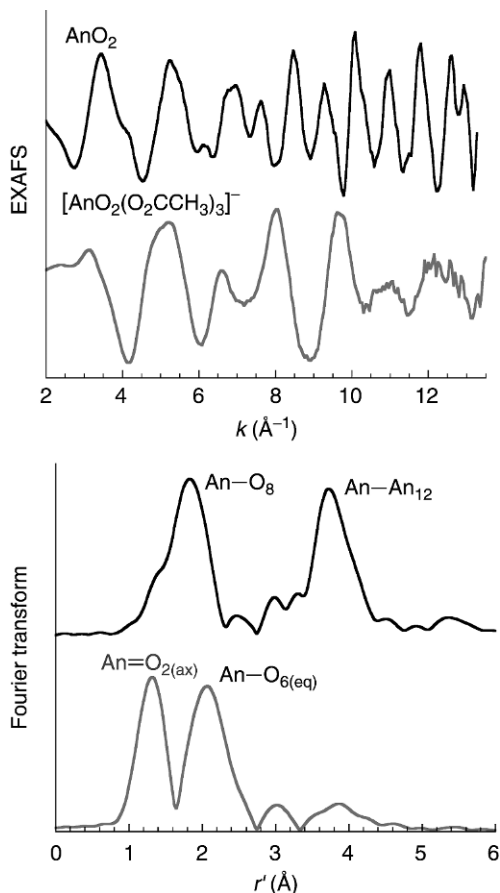 AnO₂
[AnO₂(O₂CCH₃)₃]⁻
EXAFS
2 4 6 8 10 12
k (Å⁻¹)
An—O₈
An—An₁₂
An=O₂₍ax₎
An—O₆₍eq₎
Fourier transform
0 1 2 3 4 5 6
r′ (Å)